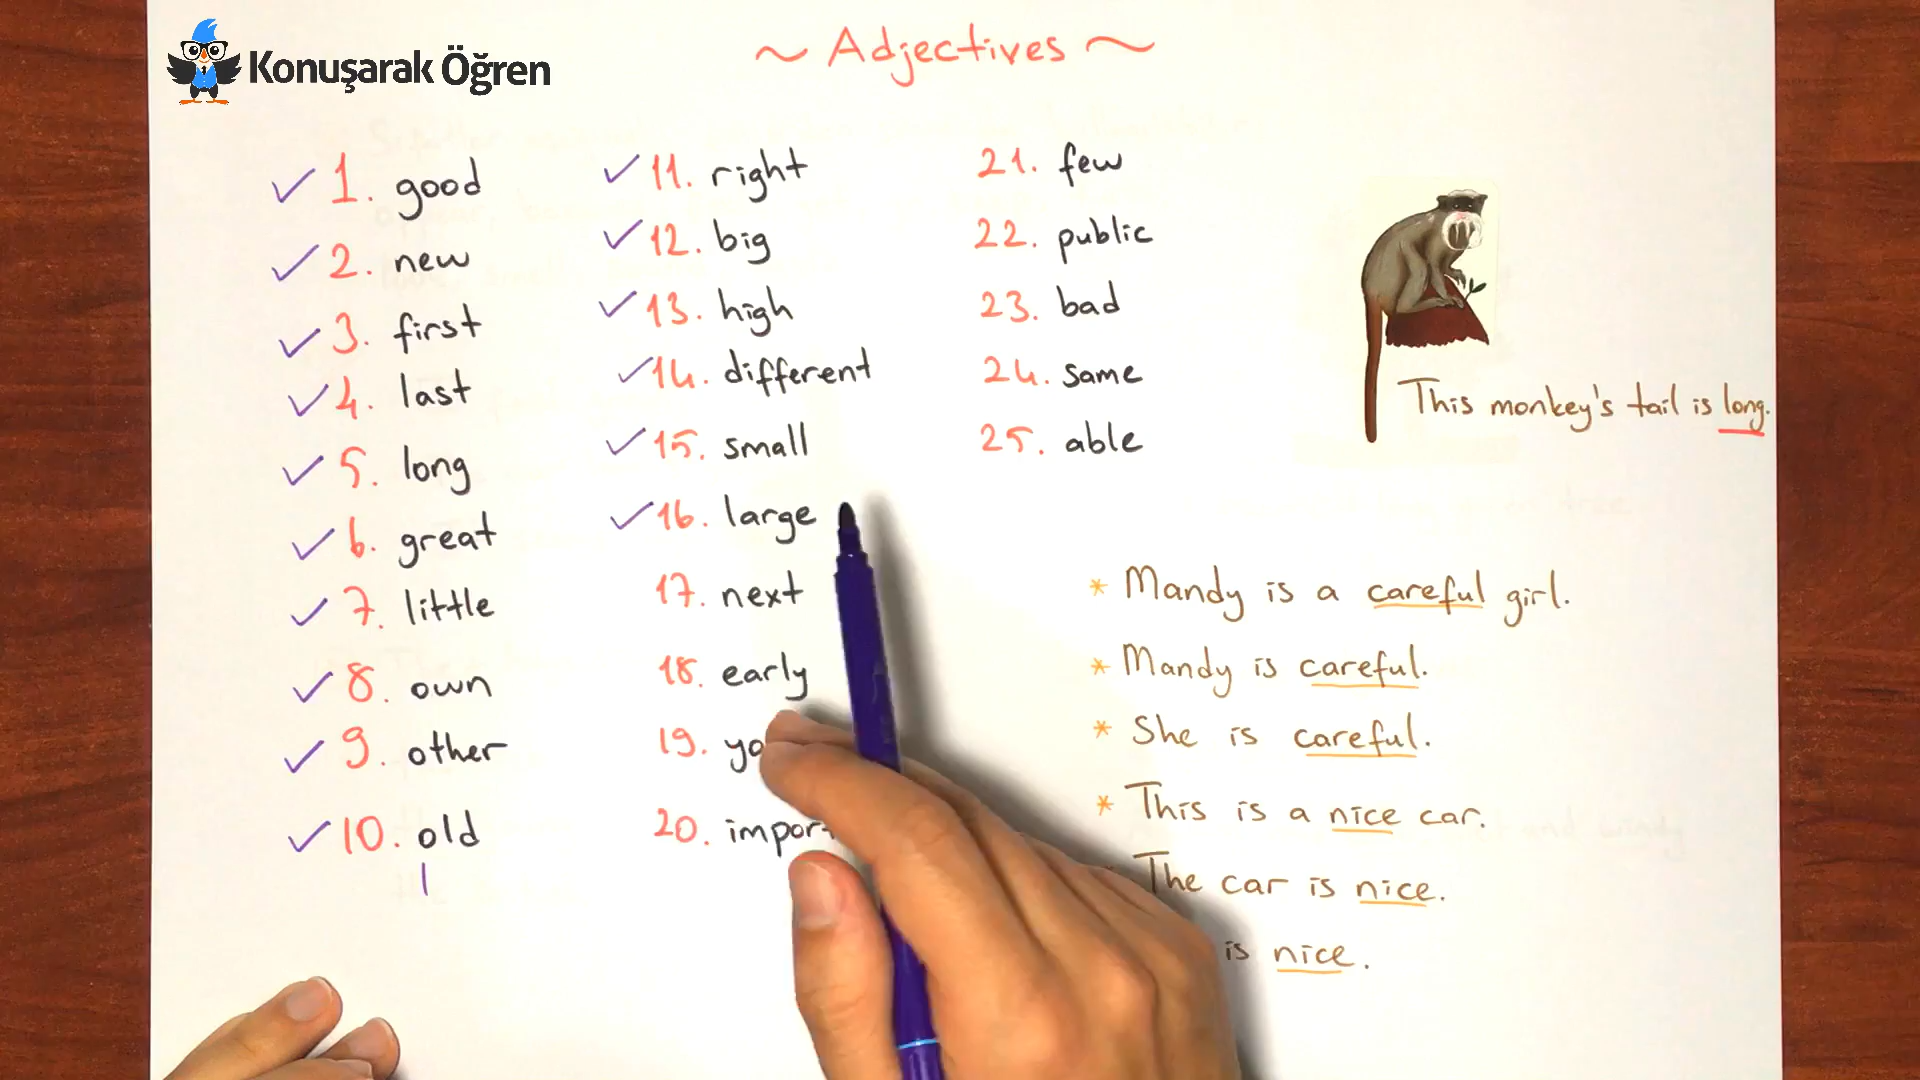 Konuşarak Öğren
~ Adjectives ~
✓ 1. good
✓ 2. new
✓ 3. first
✓ 4. last
✓ 5. long
✓ 6. great
✓ 7. little
✓ 8. own
✓ 9. other
✓ 10. old
✓ 11. right
✓ 12. big
✓ 13. high
✓ 14. different
✓ 15. small
✓ 16. large
17. next
18. early
19. yo
20. impor
21. few
22. public
23. bad
24. same
25. able
This monkey's tail is long.
* Mandy is a careful girl.
* Mandy is careful.
* She is careful.
* This is a nice car.
The car is nice.
is nice.